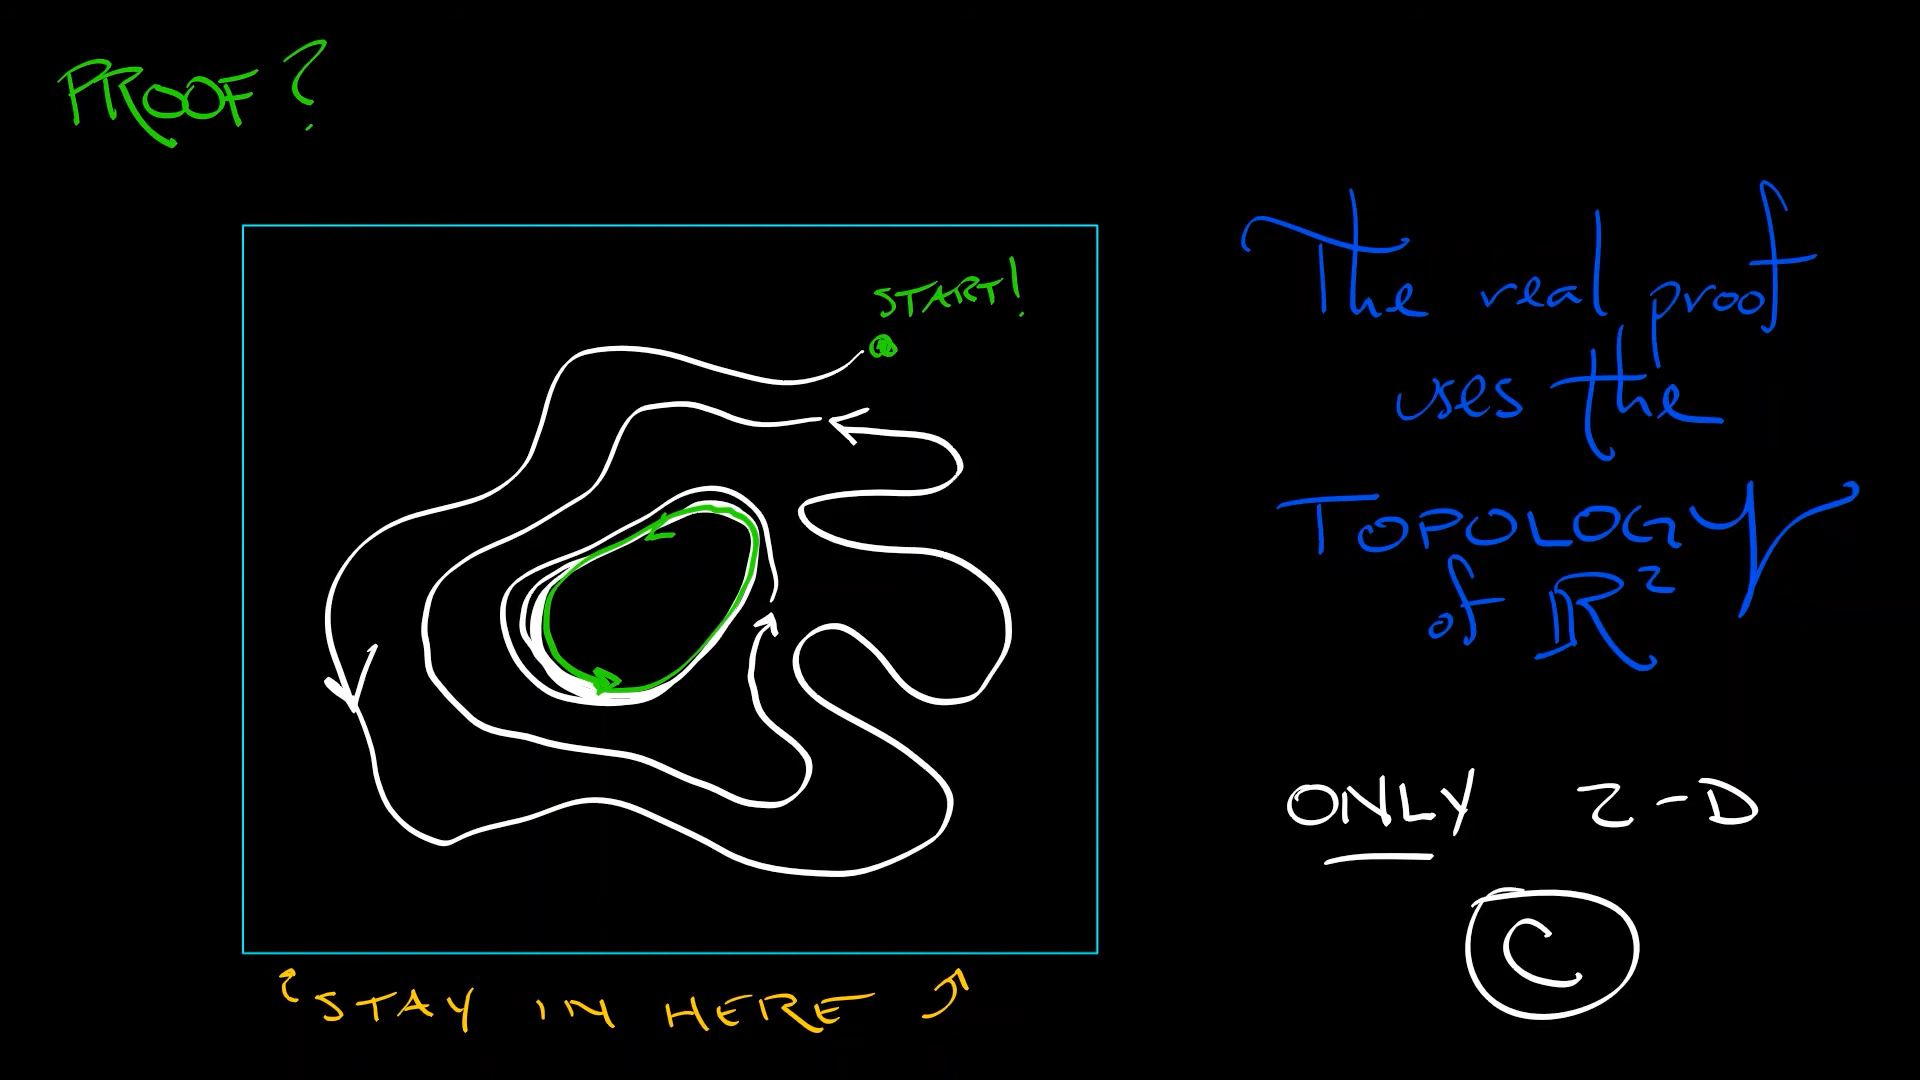 PROOF?
START!
The real proof
uses the
TOPOLOGY
of ℝ²
ONLY 2-D
C
STAY IN HERE